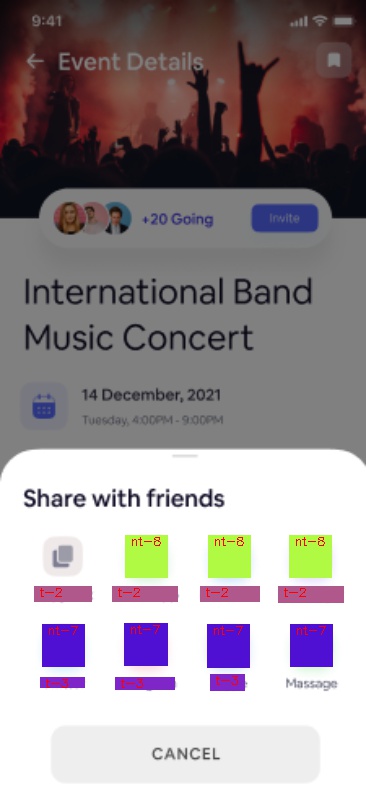 9:41
Event Details
+20 Going
Invite
International Band
Music Concert
14 December, 2021
Tuesday, 4:00PM - 9:00PM
Share with friends
nt-8 nt-8 nt-8
t-2 t-2 t-2 t-2
nt-7 nt-7 nt-7 nt-7
t-3 t-3 t-3 Massage
CANCEL